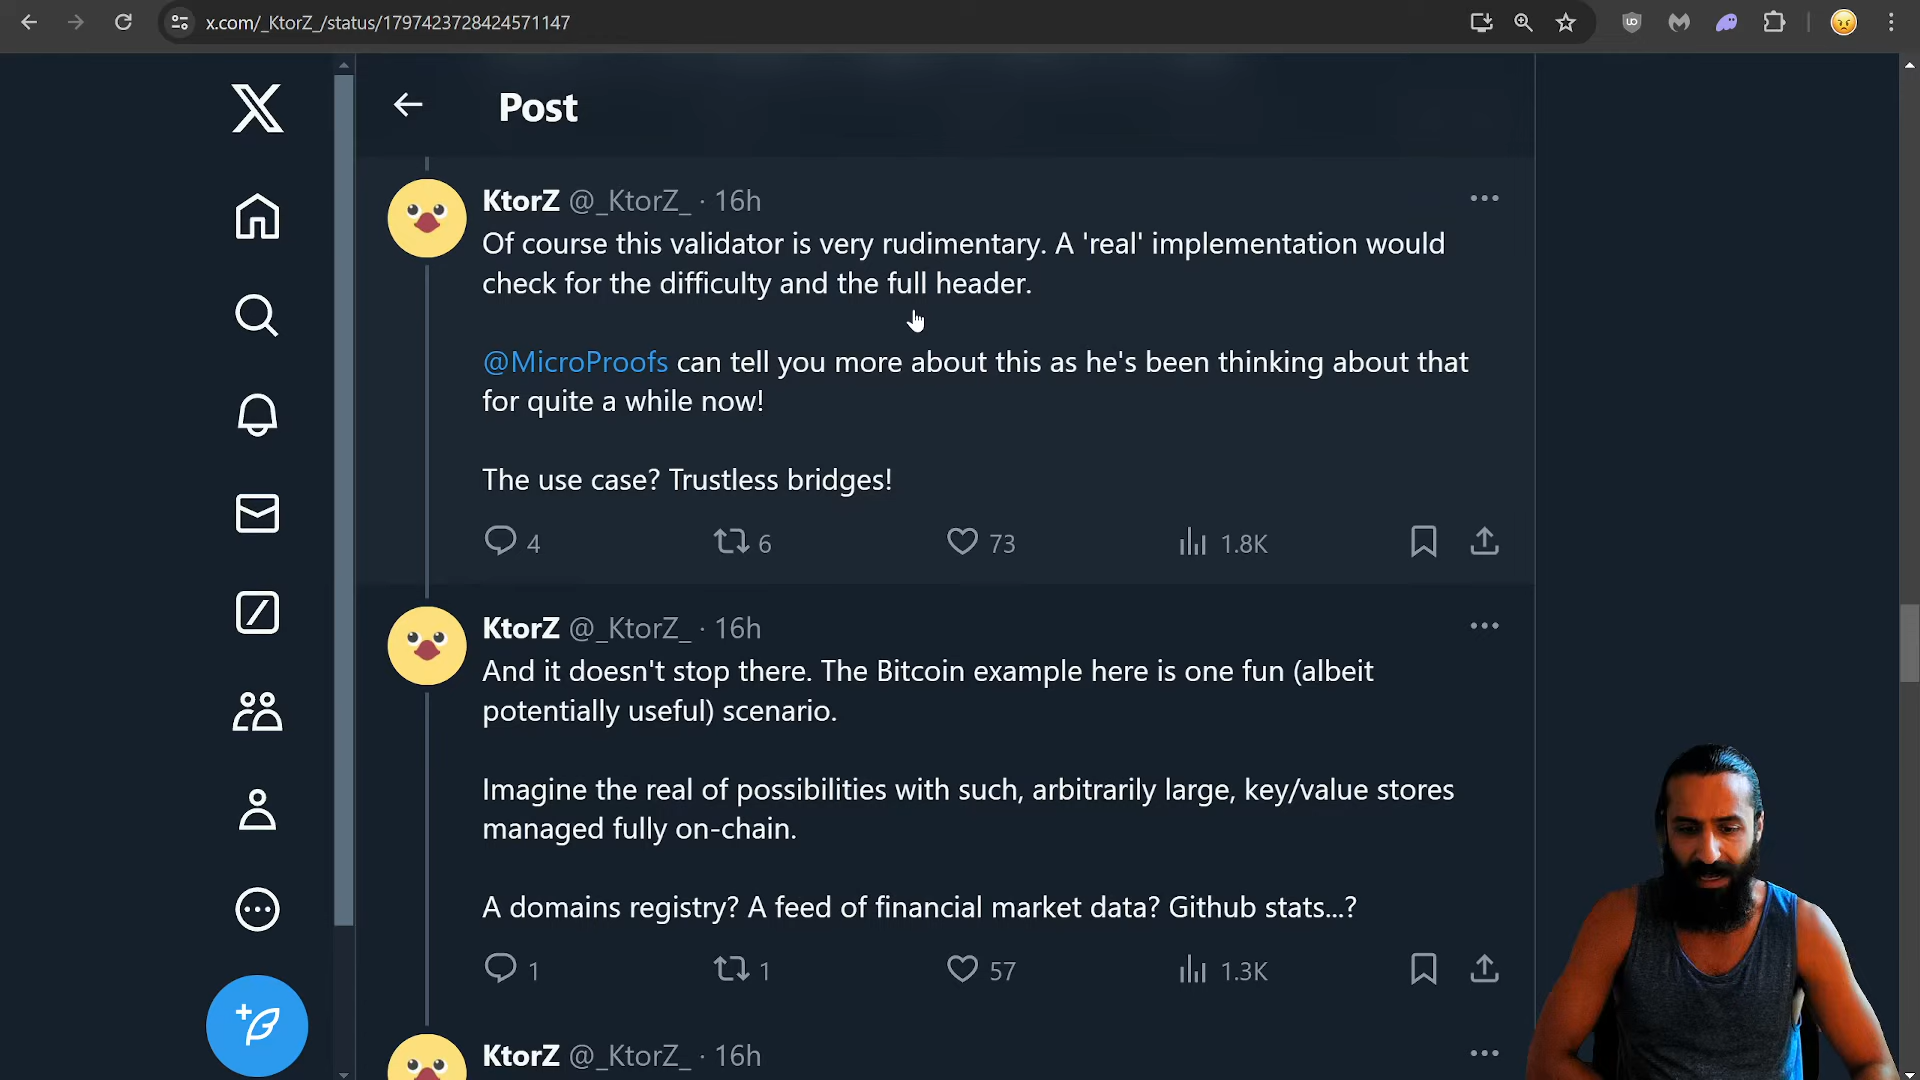 x.com/_KtorZ_/status/1797423728424571147
Post
KtorZ @_KtorZ_ · 16h
Of course this validator is very rudimentary. A 'real' implementation would
check for the difficulty and the full header.
@MicroProofs can tell you more about this as he's been thinking about that
for quite a while now!
The use case? Trustless bridges!
4 6 73 1.8K
KtorZ @_KtorZ_ · 16h
And it doesn't stop there. The Bitcoin example here is one fun (albeit
potentially useful) scenario.
Imagine the real of possibilities with such, arbitrarily large, key/value stores
managed fully on-chain.
A domains registry? A feed of financial market data? Github stats...?
1 1 57 1.3K
KtorZ @_KtorZ_ · 16h